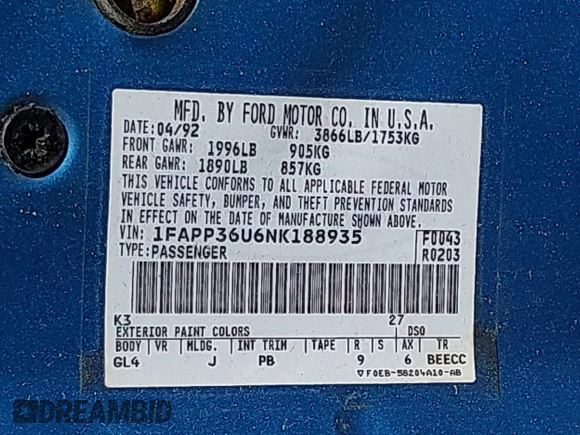 MFD. BY FORD MOTOR CO. IN U.S.A.
DATE: 04/92 GVWR: 3866LB/1753KG
FRONT GAWR: 1996LB 905KG
REAR GAWR: 1890LB 857KG
THIS VEHICLE CONFORMS TO ALL APPLICABLE FEDERAL MOTOR
VEHICLE SAFETY, BUMPER, AND THEFT PREVENTION STANDARDS
IN EFFECT ON THE DATE OF MANUFACTURE SHOWN ABOVE.
VIN: 1FAPP36U6NK188935 F0043
TYPE: PASSENGER R0203
K3 27
EXTERIOR PAINT COLORS DSO
BODY VR MLDG. INT TRIM TAPE R S AX TR
GL4 J PB 9 6 BEECC
▽F0EB-58204A10-AB
DREAMBID